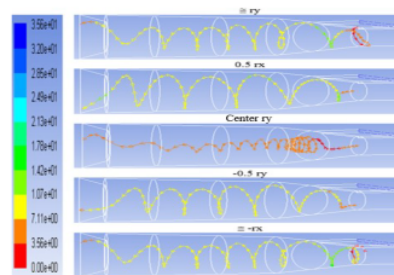 ≅ ry
3.56e+01
3.20e+01
2.85e+01
2.49e+01
2.13e+01
1.78e+01
1.42e+01
1.07e+01
7.11e+00
3.56e+00
0.00e+00
0.5 rx
Center ry
-0.5 ry
≅ -rx